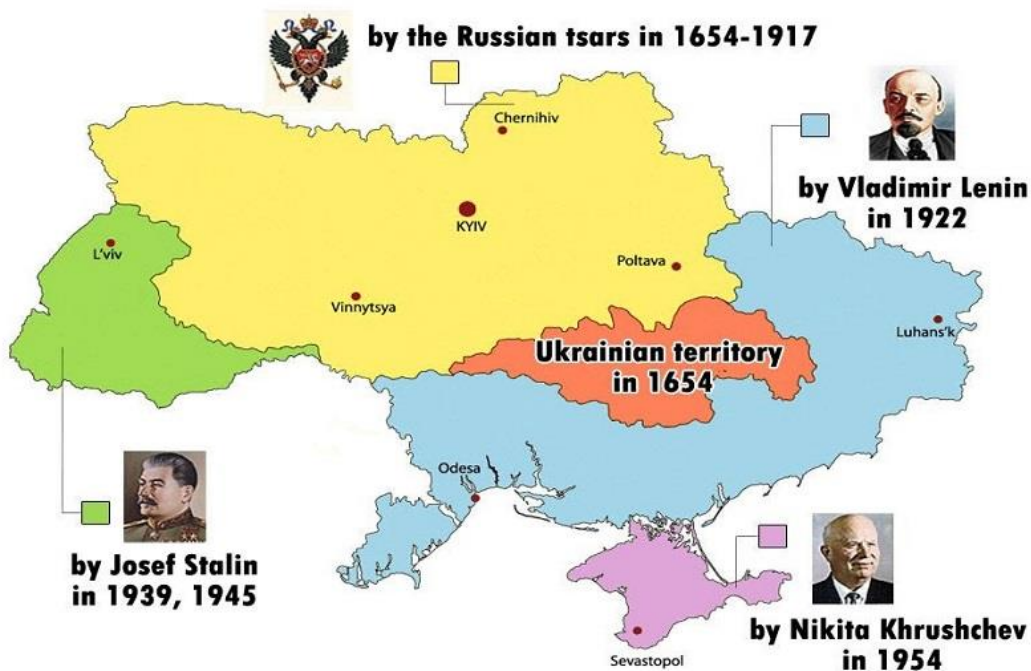 by the Russian tsars in 1654-1917
Chernihiv
by Vladimir Lenin
in 1922
KYIV
L'viv
Poltava
Vinnytsya
Luhans'k
Ukrainian territory
in 1654
Odesa
by Josef Stalin
in 1939, 1945
by Nikita Khrushchev
in 1954
Sevastopol